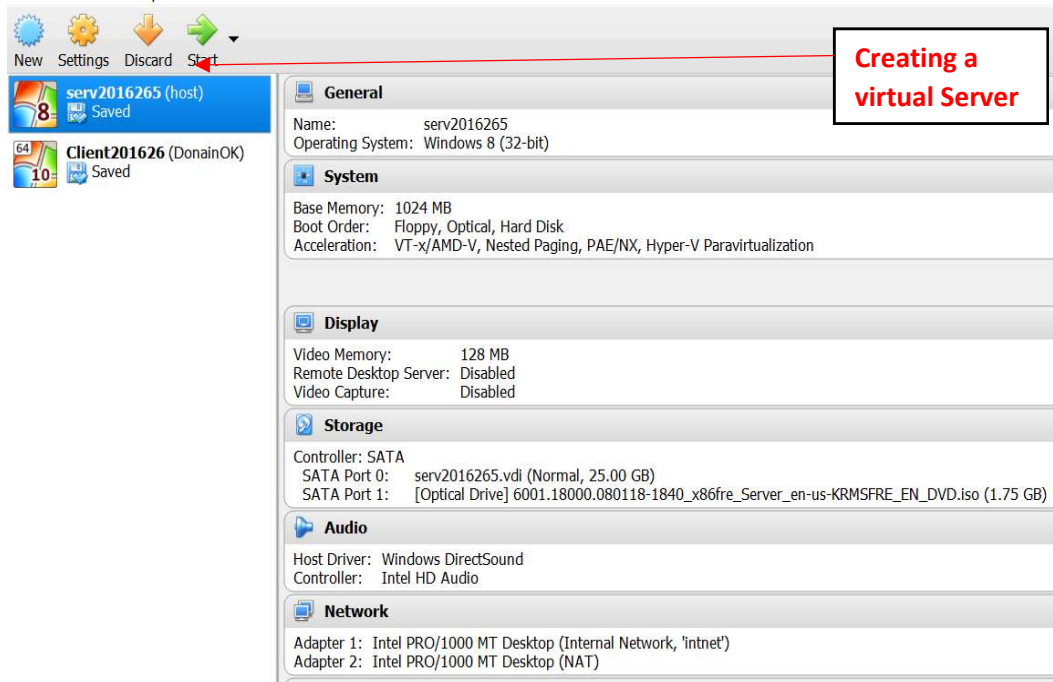 New Settings Discard Start
Creating a
virtual Server
serv2016265 (host)
8
Saved
64
Client201626 (DonainOK)
10
Saved
General
Name: serv2016265
Operating System: Windows 8 (32-bit)
System
Base Memory: 1024 MB
Boot Order: Floppy, Optical, Hard Disk
Acceleration: VT-x/AMD-V, Nested Paging, PAE/NX, Hyper-V Paravirtualization
Display
Video Memory: 128 MB
Remote Desktop Server: Disabled
Video Capture: Disabled
Storage
Controller: SATA
SATA Port 0: serv2016265.vdi (Normal, 25.00 GB)
SATA Port 1: [Optical Drive] 6001.18000.080118-1840_x86fre_Server_en-us-KRMSFRE_EN_DVD.iso (1.75 GB)
Audio
Host Driver: Windows DirectSound
Controller: Intel HD Audio
Network
Adapter 1: Intel PRO/1000 MT Desktop (Internal Network, 'intnet')
Adapter 2: Intel PRO/1000 MT Desktop (NAT)